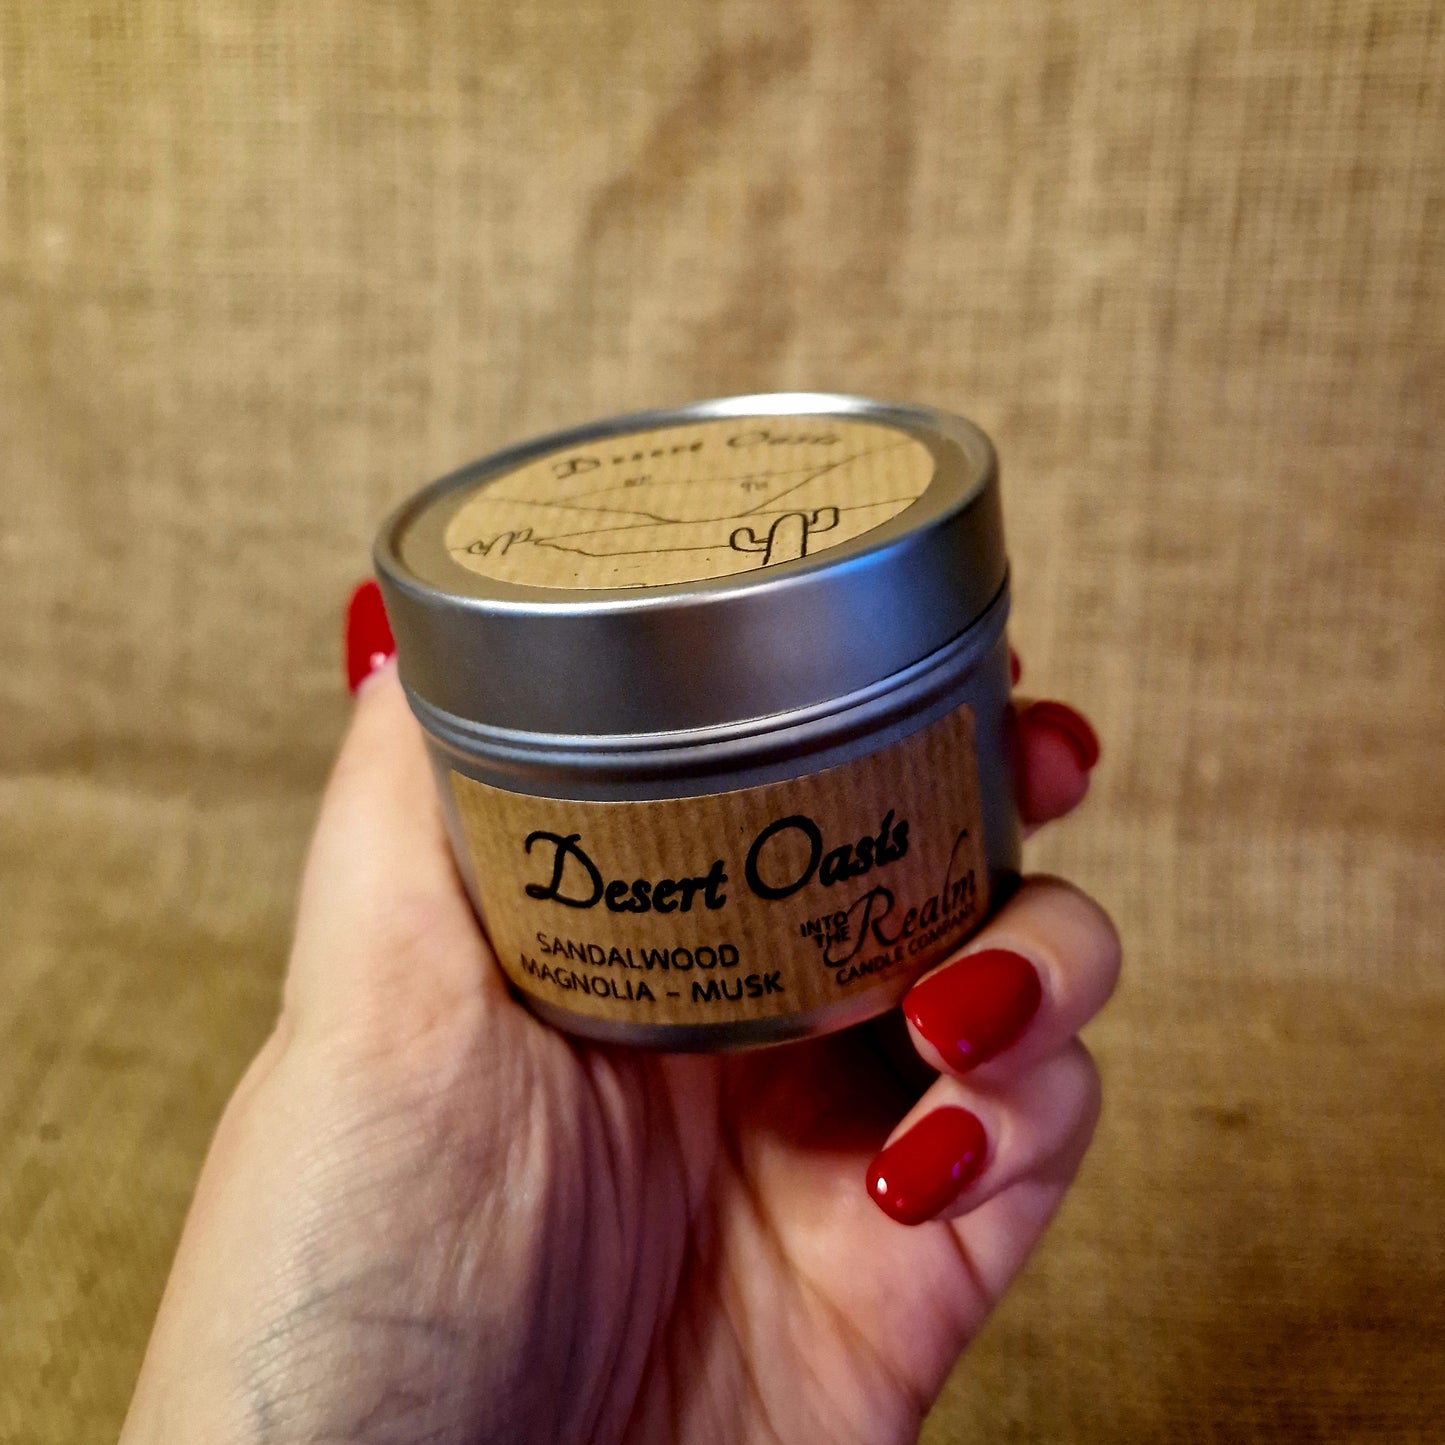 Desert Oasis
Desert Oasis
SANDALWOOD
MAGNOLIA – MUSK
INTO
THE Realm
CANDLE COMPANY